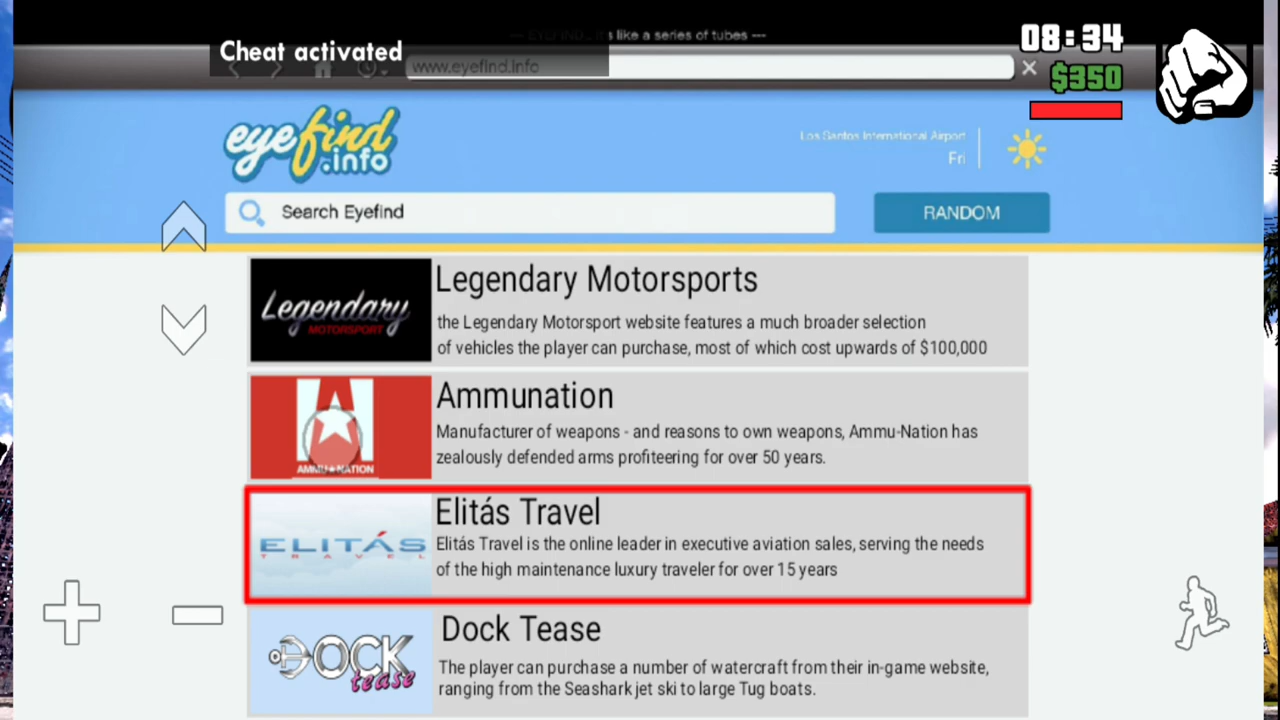 --- EYEFIND... it's like a series of tubes ---
Cheat activated
08:34
www.eyefind.info
$350
eyefind
.info
Los Santos International Airport
Fri
Search Eyefind
RANDOM
Legendary
MOTORSPORT
Legendary Motorsports
the Legendary Motorsport website features a much broader selection
of vehicles the player can purchase, most of which cost upwards of $100,000
AMMU★NATION
Ammunation
Manufacturer of weapons - and reasons to own weapons, Ammu-Nation has
zealously defended arms profiteering for over 50 years.
ELITÁS
TRAVEL
Elitás Travel
Elitás Travel is the online leader in executive aviation sales, serving the needs
of the high maintenance luxury traveler for over 15 years
DOCK
tease
Dock Tease
The player can purchase a number of watercraft from their in-game website,
ranging from the Seashark jet ski to large Tug boats.